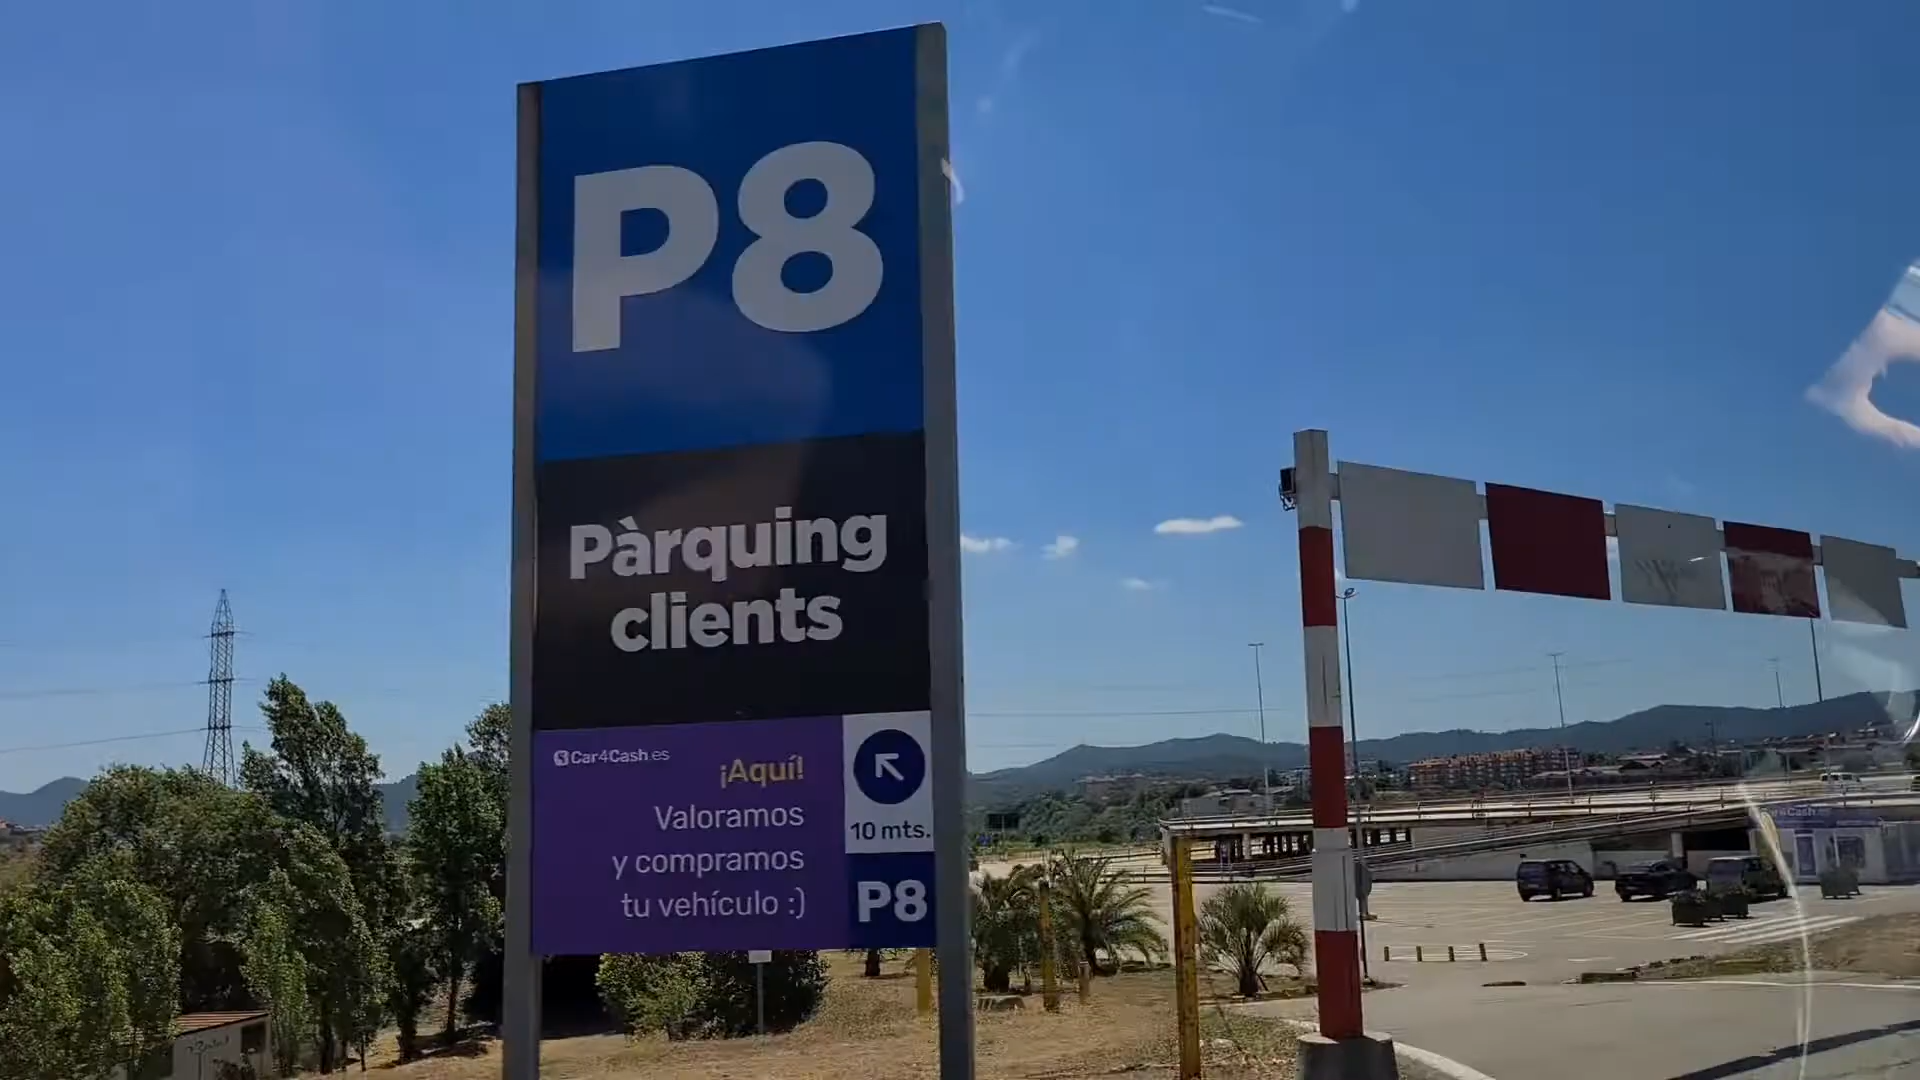 P8
Pàrquing
clients
Car4Cash.es
¡Aquí!
Valoramos
y compramos
tu vehículo :)
10 mts.
P8